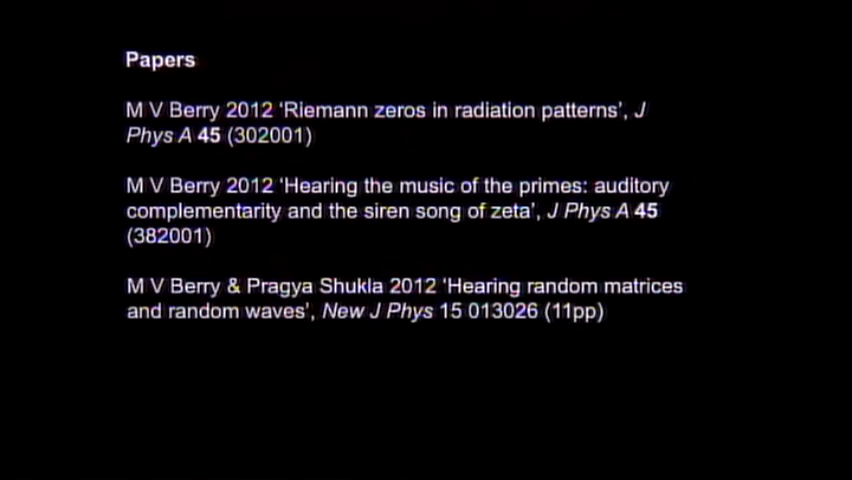 Papers
M V Berry 2012 ‘Riemann zeros in radiation patterns’, J
Phys A 45 (302001)
M V Berry 2012 ‘Hearing the music of the primes: auditory
complementarity and the siren song of zeta’, J Phys A 45
(382001)
M V Berry & Pragya Shukla 2012 ‘Hearing random matrices
and random waves’, New J Phys 15 013026 (11pp)